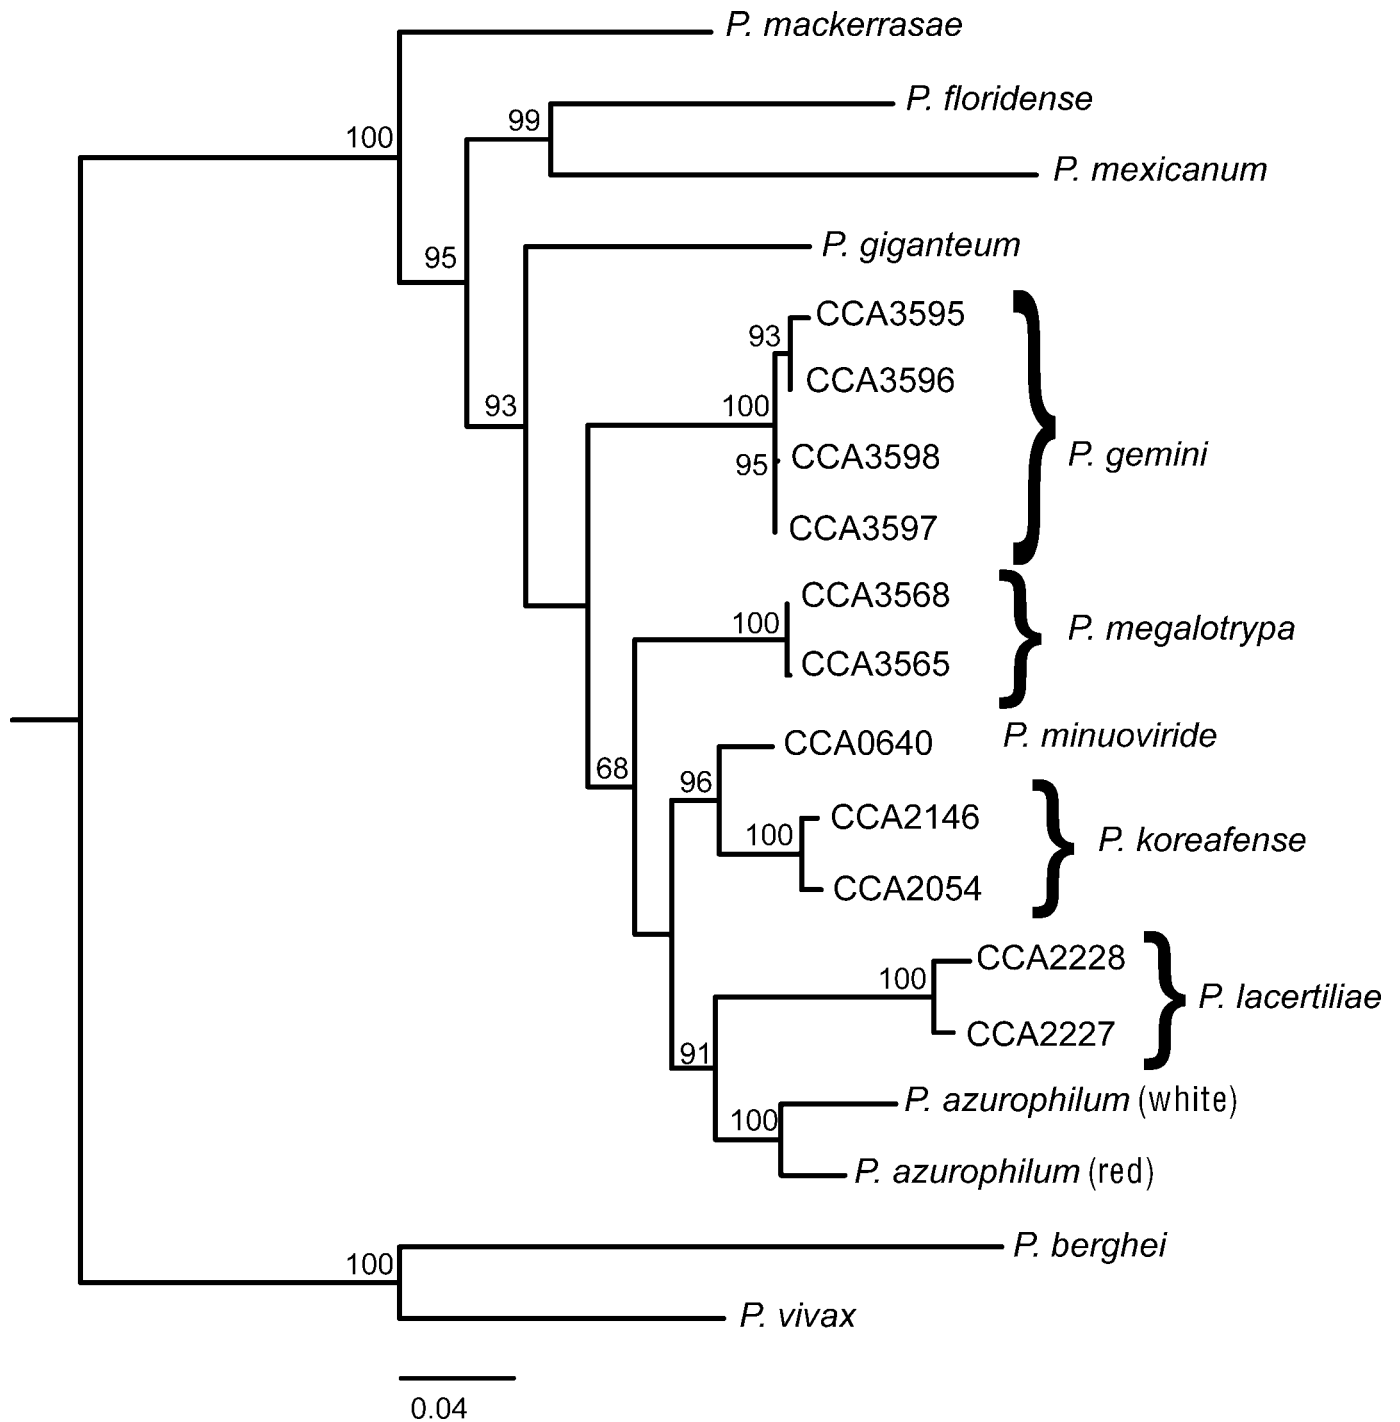 P. mackerrasae
P. floridense
99
100
P. mexicanum
P. giganteum
95
CCA3595
93
CCA3596
100
93
P. gemini
CCA3598
95
CCA3597
CCA3568
100
P. megalotrypa
CCA3565
P. minuoviride
CCA0640
68
96
CCA2146
100
P. koreafense
CCA2054
CCA2228
100
P. lacertiliae
CCA2227
91
P. azurophilum (white)
100
P. azurophilum (red)
P. berghei
100
P. vivax
0.04